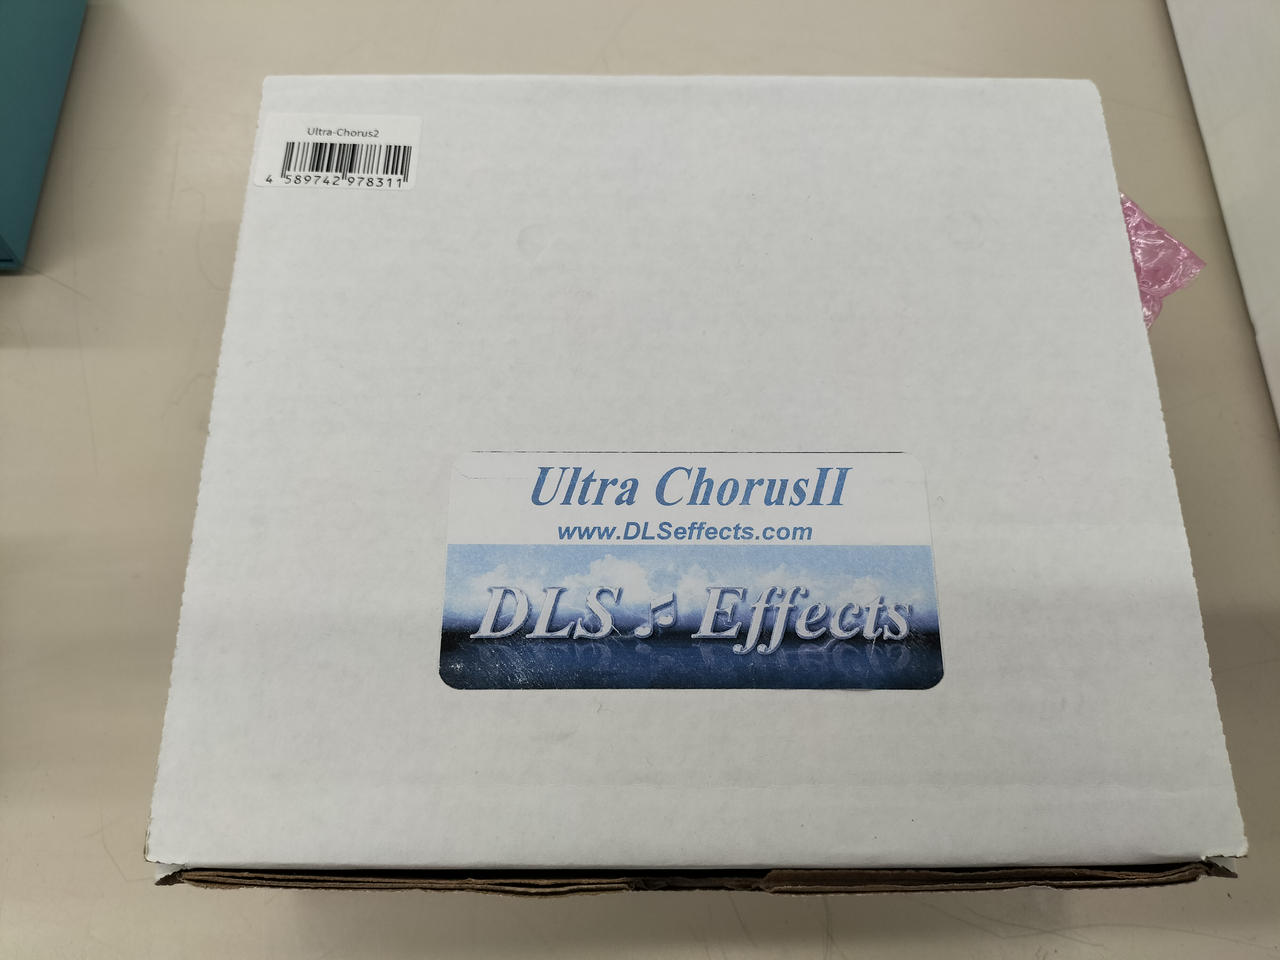 Ultra-Chorus2
4 589742 978311
Ultra ChorusII
www.DLSeffects.com
DLS Effects